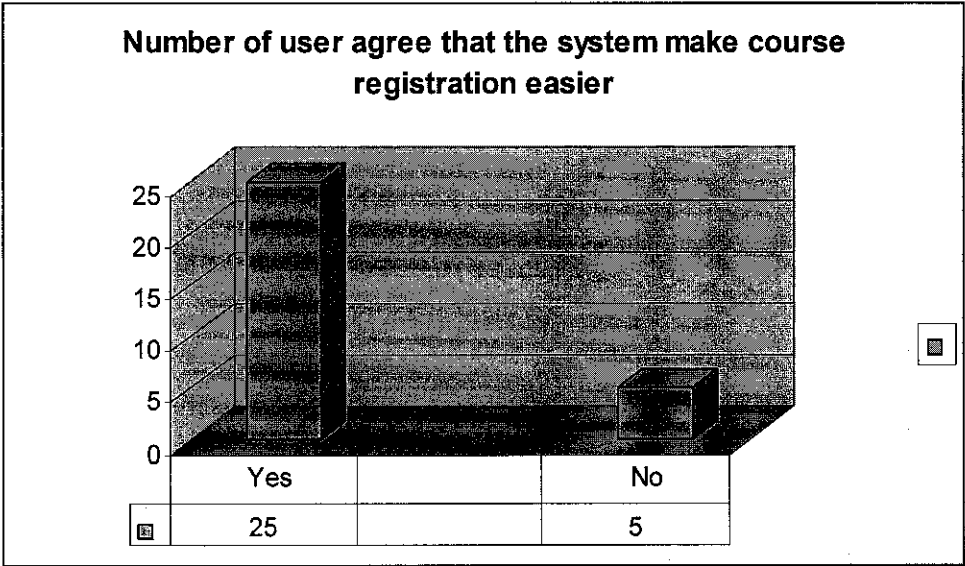 Number of user agree that the system make course
registration easier
25
20
15
10
5
0
Yes No
25 5